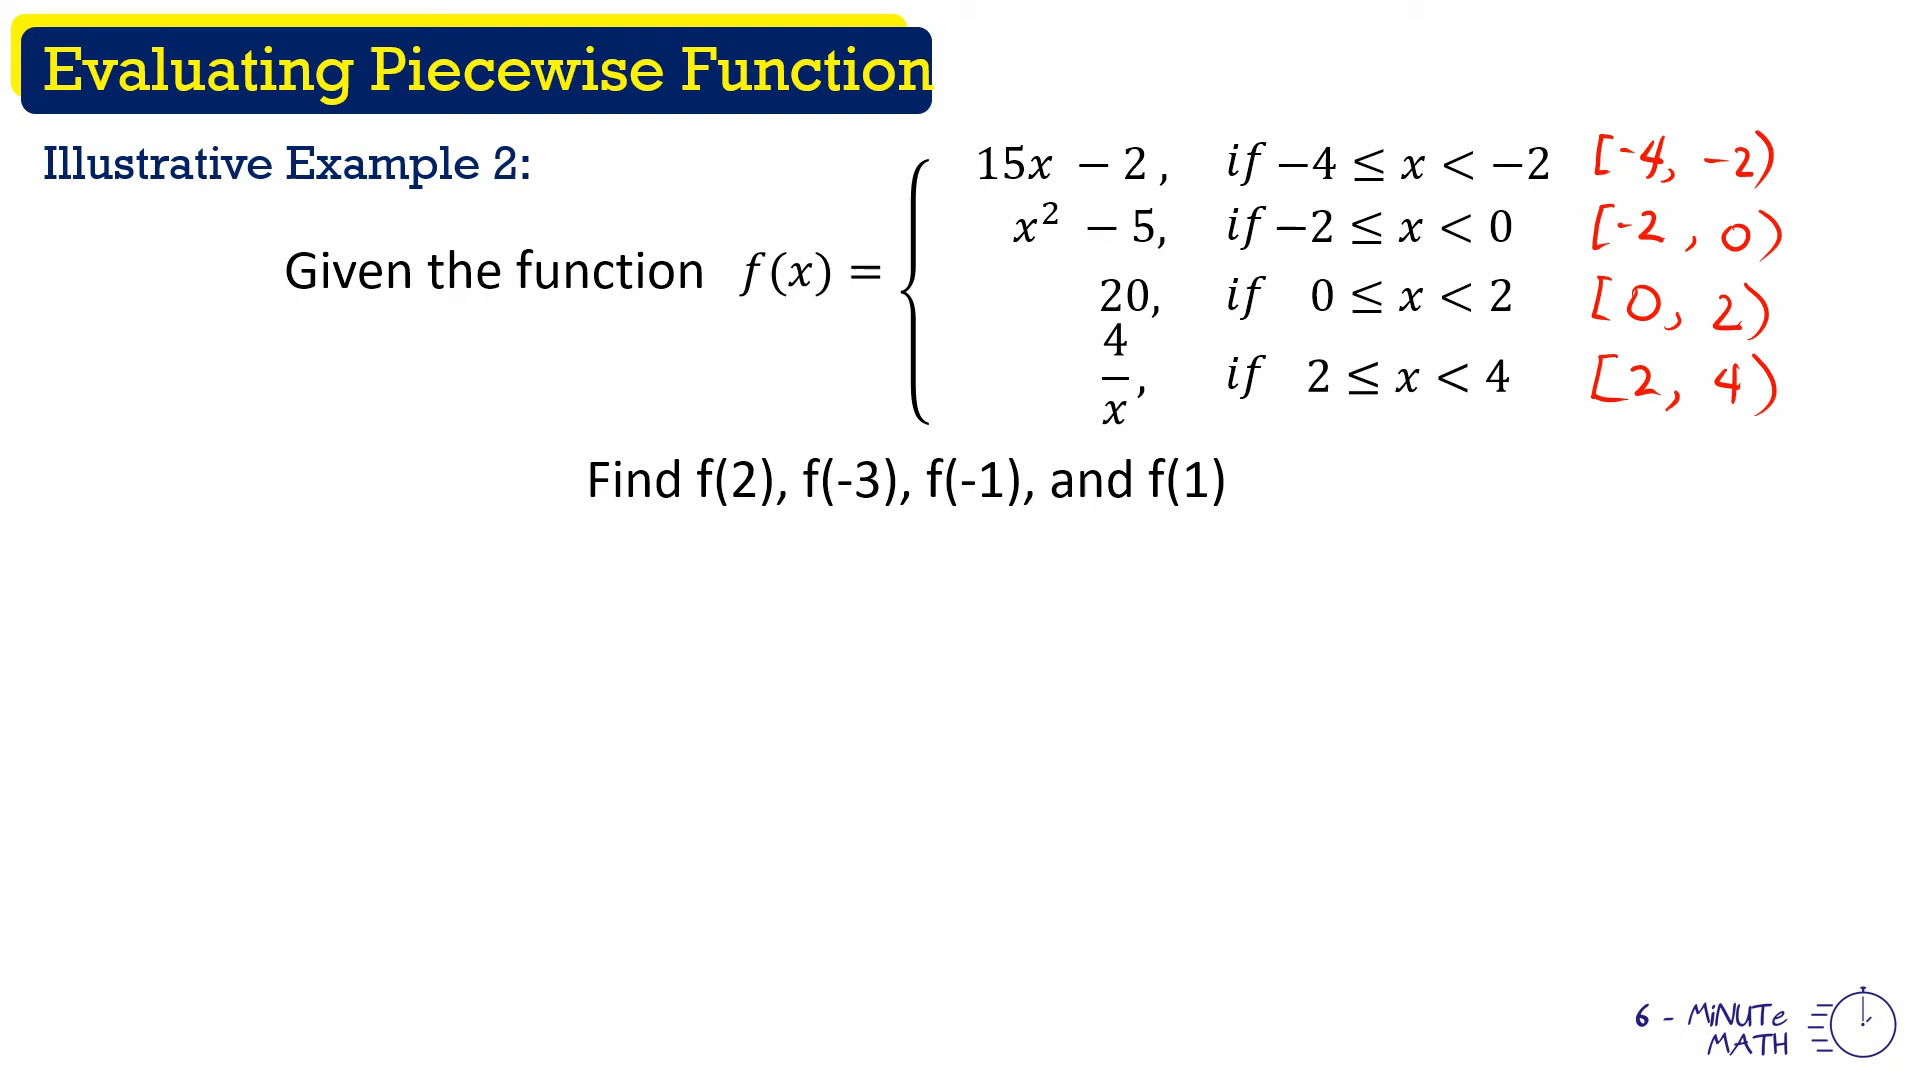 Evaluating Piecewise Function
Illustrative Example 2:
15x − 2 , if −4 ≤ x < −2 [-4, -2)
x² − 5, if −2 ≤ x < 0 [-2 , 0)
Given the function f(x) =
20, if 0 ≤ x < 2 [0, 2)
4/x, if 2 ≤ x < 4 [2, 4)
Find f(2), f(-3), f(-1), and f(1)
6 - MiNUTe
MATH